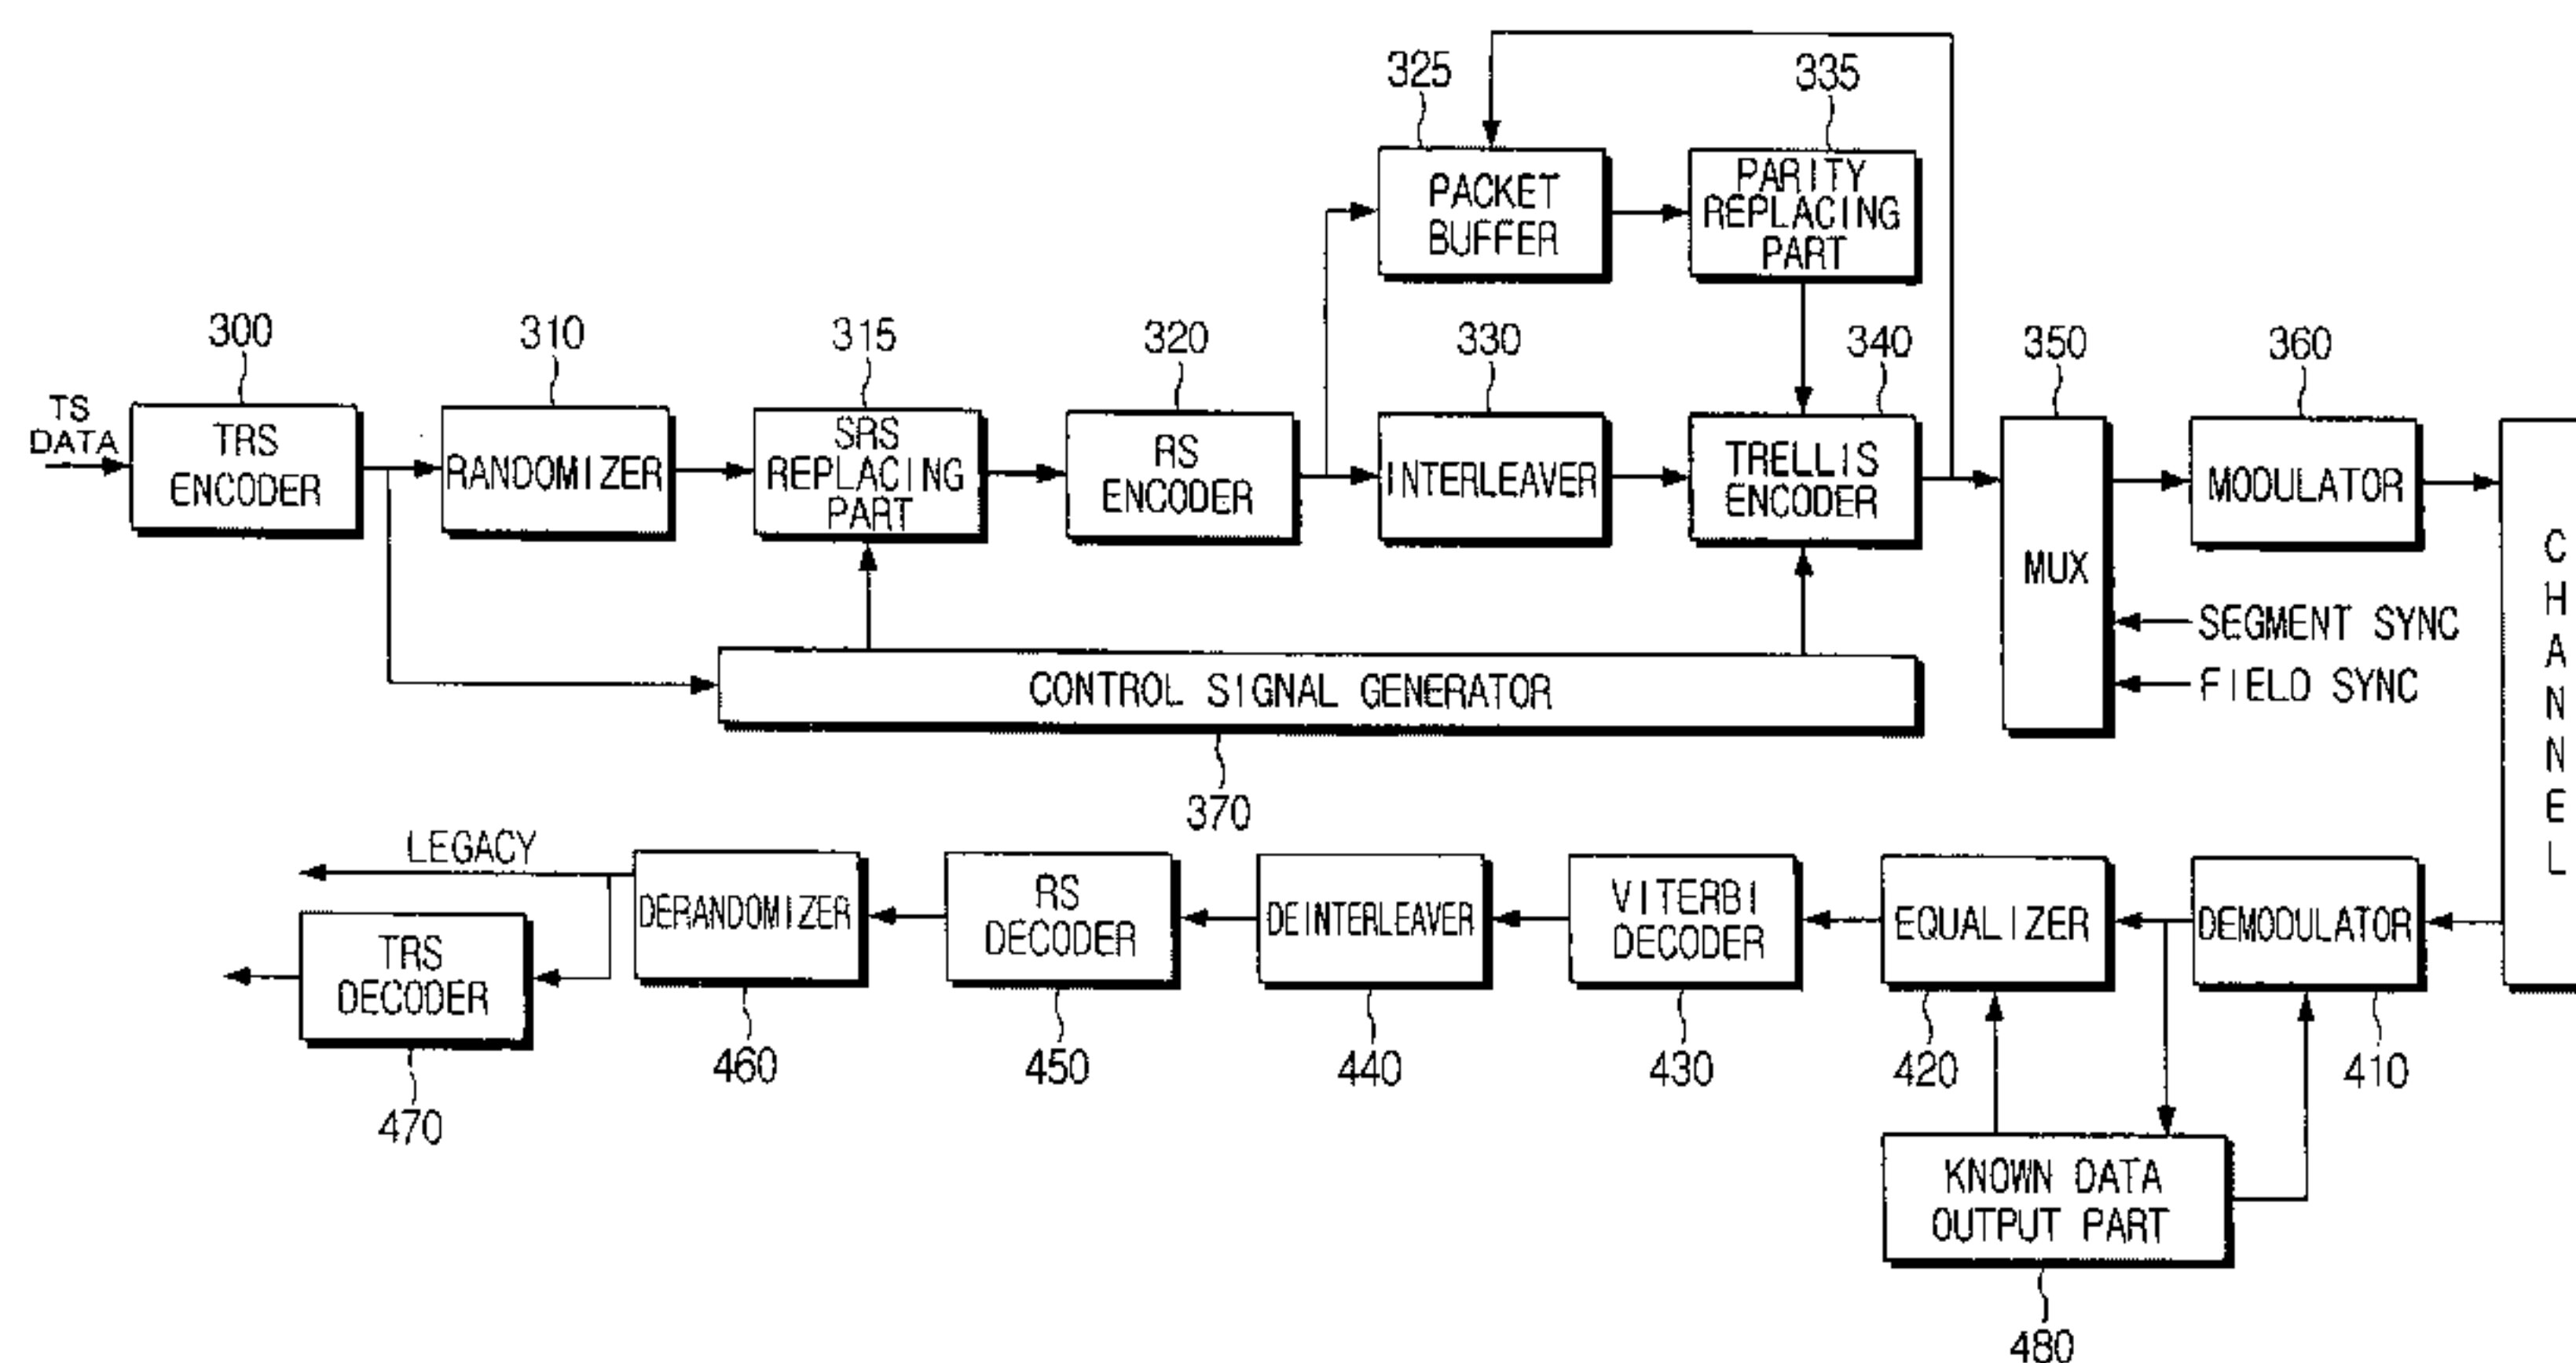 325
335
PACKET
BUFFER
PARITY
REPLACING
PART
300
310
315
320
330
340
350
360
TS
DATA
TRS
ENCODER
RANDOMIZER
SRS
REPLACING
PART
RS
ENCODER
INTERLEAVER
TRELLIS
ENCODER
MUX
MODULATOR
CHANNEL
SEGMENT SYNC
FIELD SYNC
CONTROL SIGNAL GENERATOR
370
LEGACY
TRS
DECODER
DERANDOMIZER
RS
DECODER
DEINTERLEAVER
VITERBI
DECODER
EQUALIZER
DEMODULATOR
470
460
450
440
430
420
410
KNOWN DATA
OUTPUT PART
480